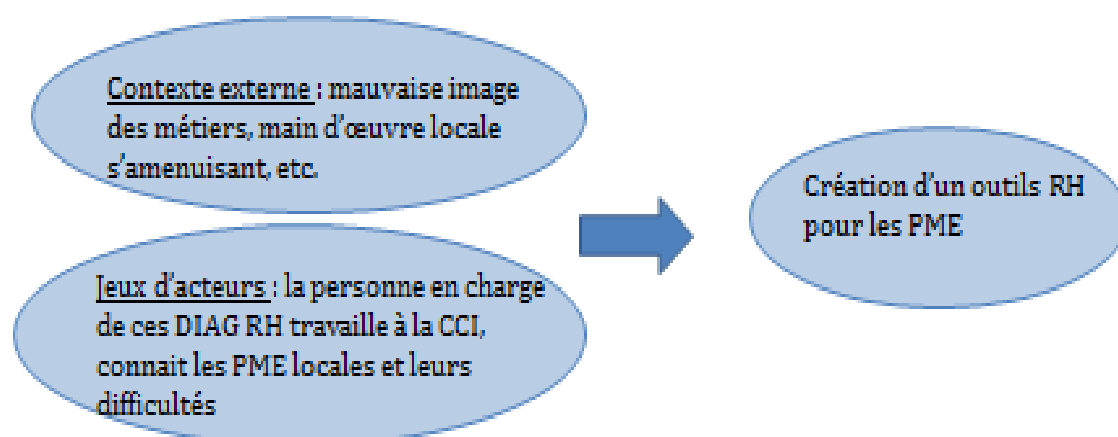 Contexte externe : mauvaise image
des métiers, main d'œuvre locale
s'amenuisant, etc.
Jeux d'acteurs : la personne en charge
de ces DIAG RH travaille à la CCI,
connait les PME locales et leurs
difficultés
Création d'un outils RH
pour les PME